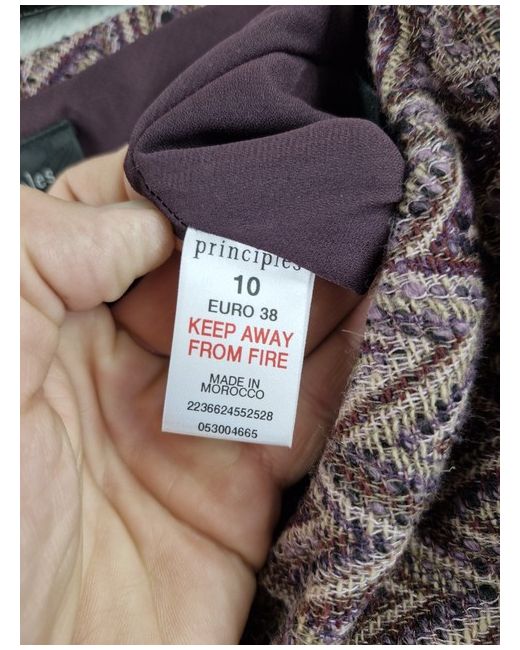 principles
10
EURO 38
KEEP AWAY
FROM FIRE
MADE IN
MOROCCO
2236624552528
053004665